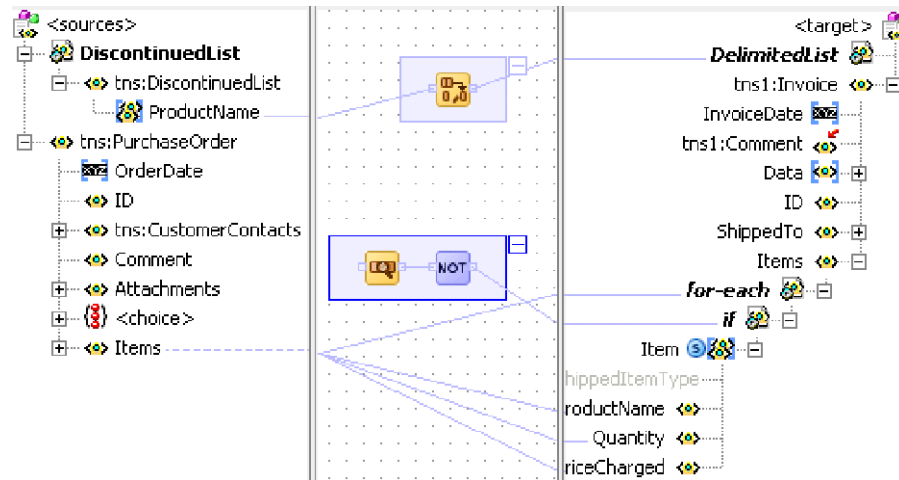 <sources>
DiscontinuedList
tns:DiscontinuedList
ProductName
tns:PurchaseOrder
OrderDate
ID
tns:CustomerContacts
Comment
Attachments
<choice>
Items
NOT
<target>
DelimitedList
tns1:Invoice
InvoiceDate
tns1:Comment
Data
ID
ShippedTo
Items
for-each
if
Item
hippedItemType
roductName
Quantity
riceCharged